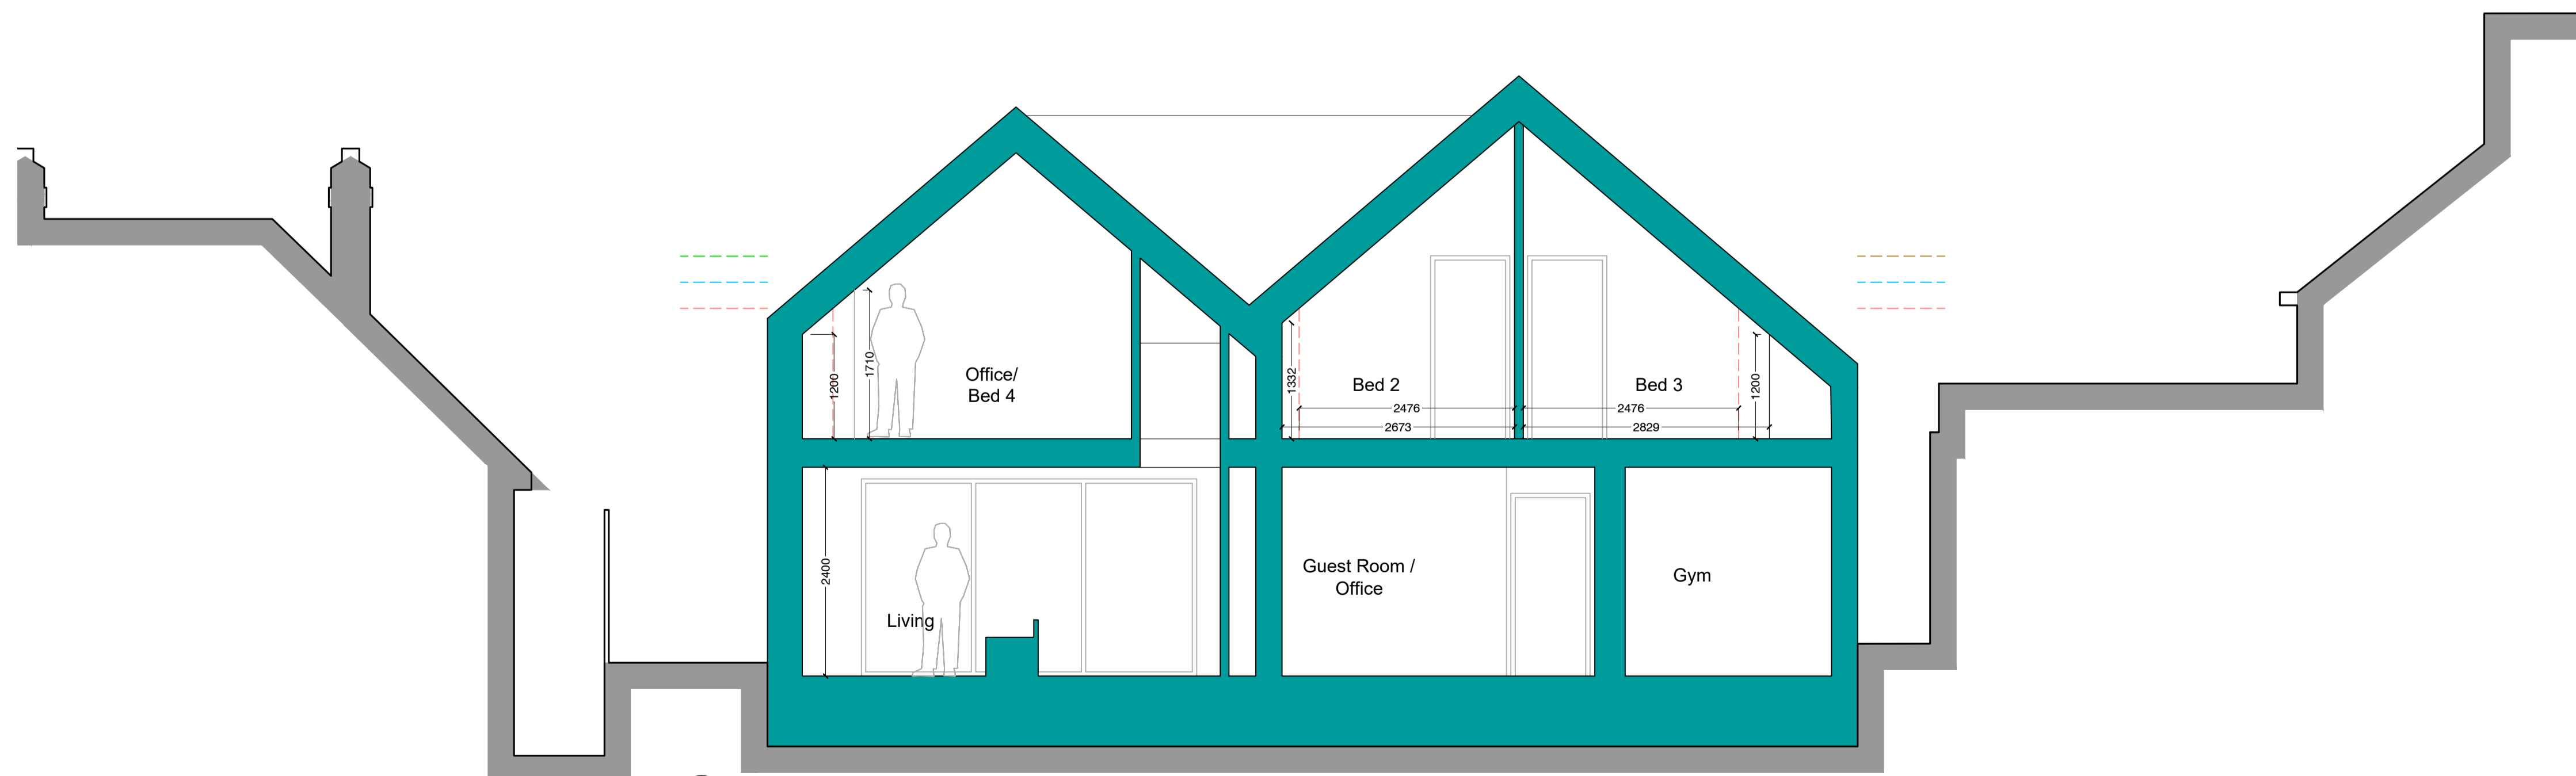 Office/
Bed 4
1200
1710
1332
Bed 2
Bed 3
1200
2476
2476
2673
2829
2400
Living
Guest Room /
Office
Gym